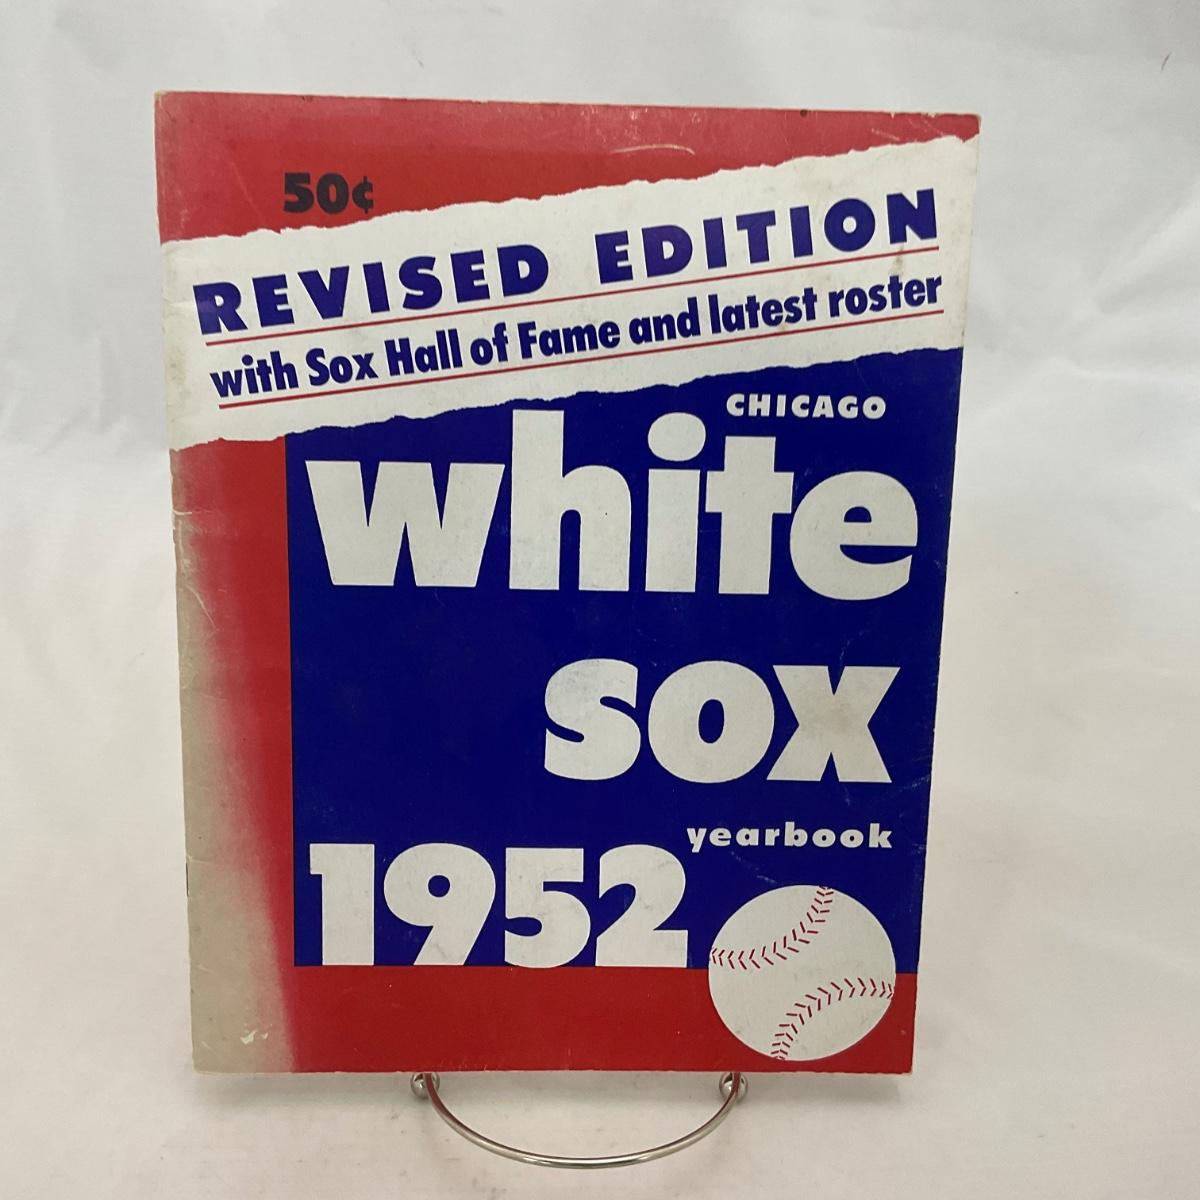 50¢
REVISED EDITION
with Sox Hall of Fame and latest roster
CHICAGO
white
sox
yearbook
1952